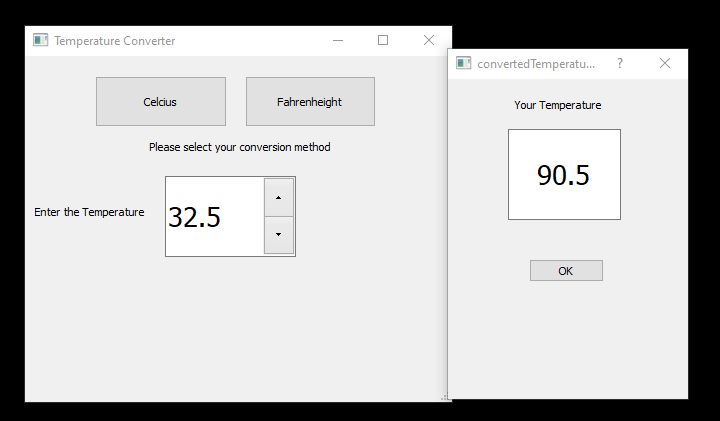 Temperature Converter
Celcius
Fahrenheight
Please select your conversion method
Enter the Temperature
32.5
convertedTemperatu...
?
Your Temperature
90.5
OK